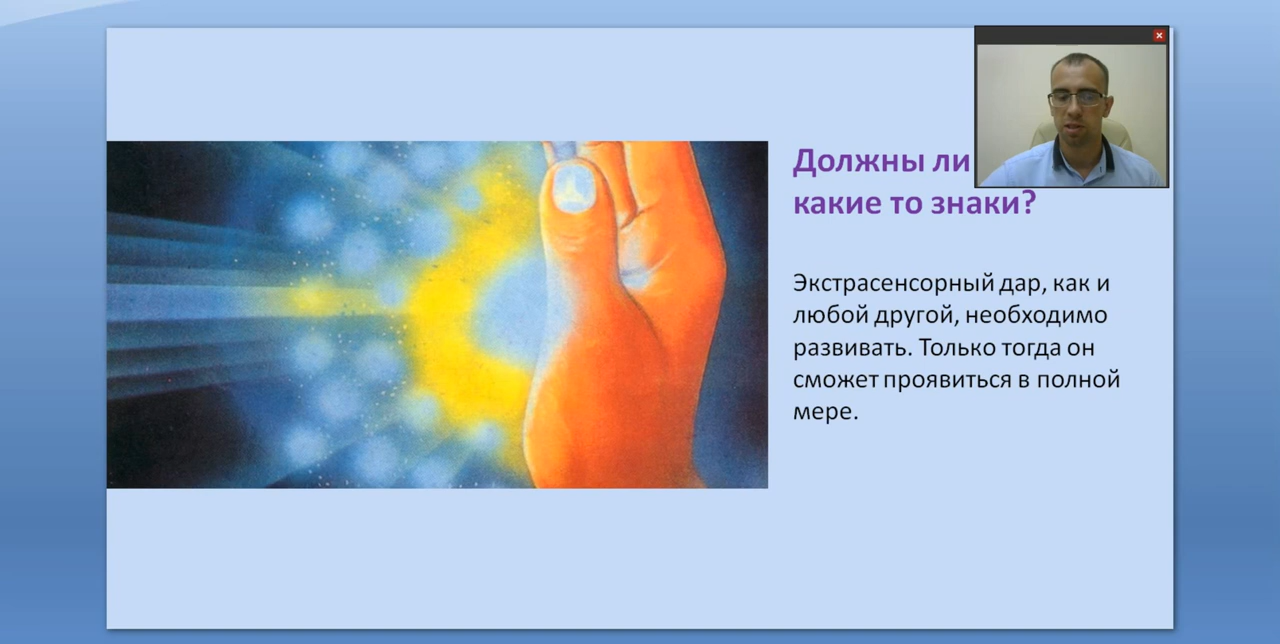 Должны ли
какие то знаки?
Экстрасенсорный дар, как и
любой другой, необходимо
развивать. Только тогда он
сможет проявиться в полной
мере.